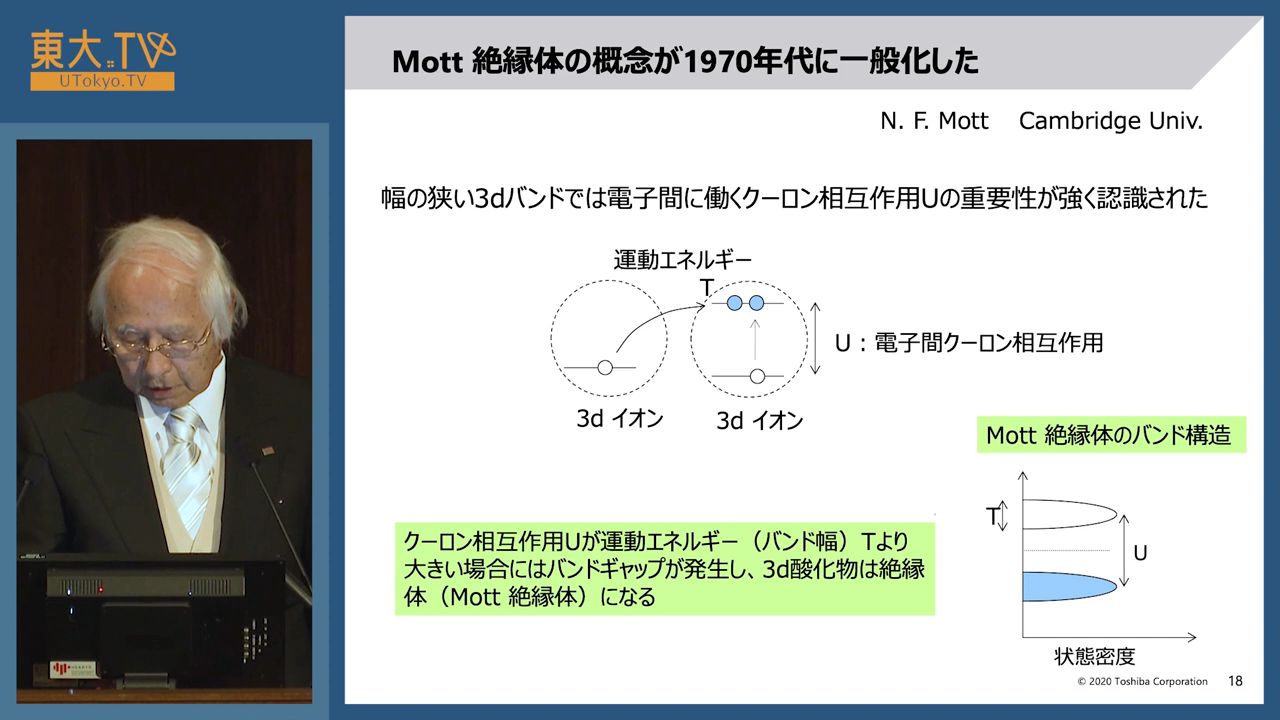 東大TV
UTokyo.TV
Mott 絶縁体の概念が1970年代に一般化した
N. F. Mott Cambridge Univ.
幅の狭い3dバンドでは電子間に働くクーロン相互作用Uの重要性が強く認識された
運動エネルギー
T
U：電子間クーロン相互作用
3d イオン
3d イオン
Mott 絶縁体のバンド構造
T
U
クーロン相互作用Uが運動エネルギー（バンド幅）Tより
大きい場合にはバンドギャップが発生し、3d酸化物は絶縁
体（Mott 絶縁体）になる
状態密度
© 2020 Toshiba Corporation 18